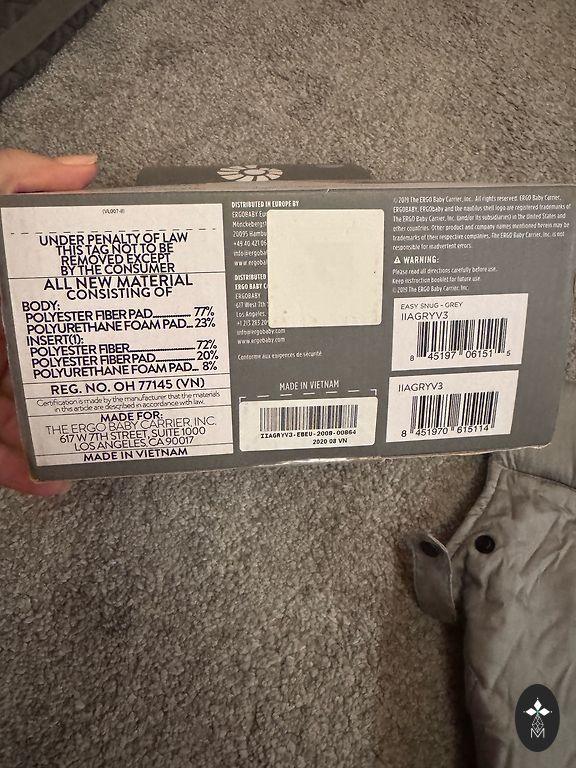 (VL007-8)
UNDER PENALTY OF LAW
THIS TAG NOT TO BE
REMOVED EXCEPT
BY THE CONSUMER
ALL NEW MATERIAL
CONSISTING OF
BODY:
POLYESTER FIBER PAD 77%
POLYURETHANE FOAM PAD... 23%
INSERT(1):
POLYESTER FIBER 72%
POLYESTER FIBER PAD 20%
POLYURETHANE FOAM PAD... 8%
REG. NO. OH 77145 (VN)
Certification is made by the manufacturer that the materials
in this article are described in accordance with law.
MADE FOR:
THE ERGO BABY CARRIER, INC.
617 W 7TH STREET, SUITE 1000
LOS ANGELES CA 90017
MADE IN VIETNAM
DISTRIBUTED IN EUROPE BY
ERGOBABY
20095
+49 40 421 06
DISTRIBUTED
ERGO BABY
ERGOBABY
617 West 7th
Los Angeles,
info@ergobaby.com
www.ergobaby.com
Conforme aux exigences de sécurité
MADE IN VIETNAM
IIAGRYV3-EBEU-2008-00864
2020 08 VN
© 2019 The ERGO Baby Carrier, Inc. All rights reserved. ERGO Baby Carrier,
ERGOBABY, ERGObaby and the nautilus shell logo are registered trademarks of
The ERGO Baby Carrier, Inc. (and/or its subsidiaries) in the United States and
other countries. Other product and company names mentioned herein may be
trademarks of their respective companies. The ERGO Baby Carrier, Inc. is not
responsible for inadvertent errors.
WARNING:
Please read all directions carefully before use.
Keep instruction booklet for future use.
© 2019 The ERGO Baby Carrier, Inc.
EASY SNUG - GREY
IIAGRYV3
8 45197 06151 5
IIAGRYV3
8 451970 615114
M